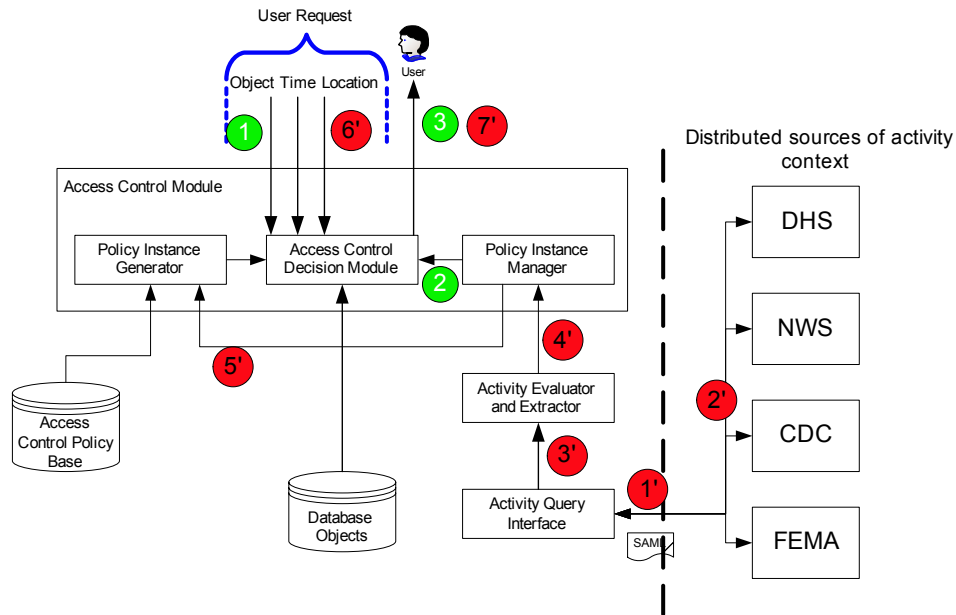 User Request
User
Object Time Location
1
6'
3
7'
Distributed sources of activity
context
Access Control Module
Policy Instance
Generator
Access Control
Decision Module
Policy Instance
Manager
2
DHS
NWS
5'
4'
Activity Evaluator
and Extractor
2'
Access
Control Policy
Base
CDC
3'
Activity Query
Interface
1'
Database
Objects
SAML
FEMA